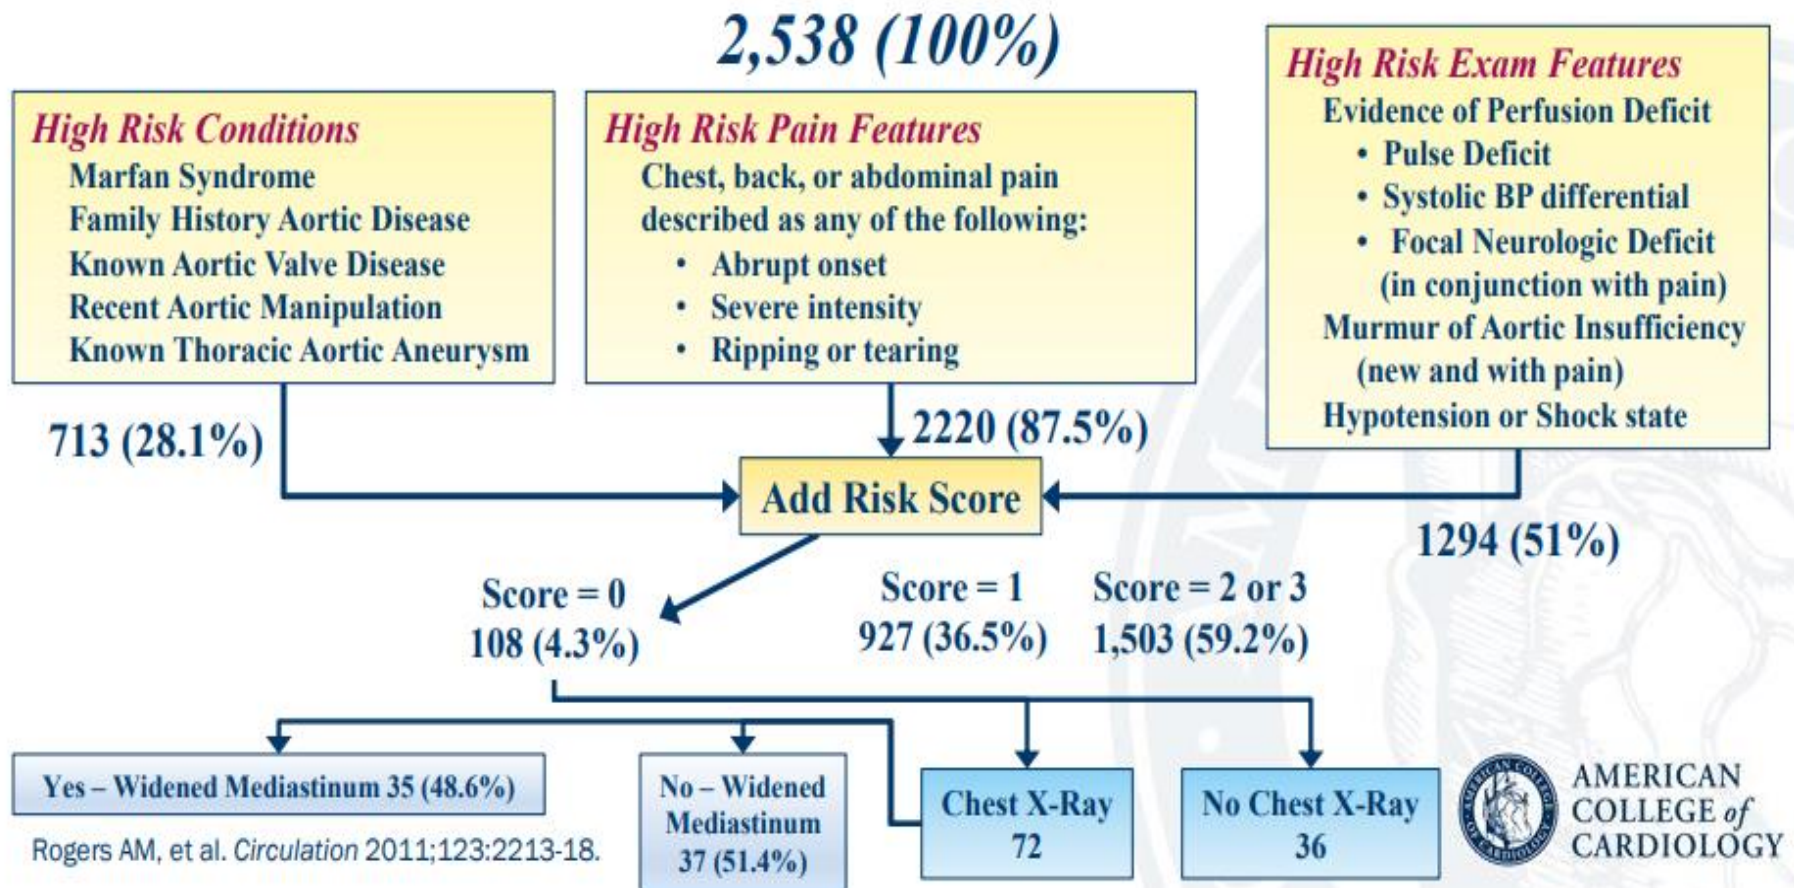 2,538 (100%)
High Risk Conditions
Marfan Syndrome
Family History Aortic Disease
Known Aortic Valve Disease
Recent Aortic Manipulation
Known Thoracic Aortic Aneurysm
High Risk Pain Features
Chest, back, or abdominal pain
described as any of the following:
• Abrupt onset
• Severe intensity
• Ripping or tearing
High Risk Exam Features
Evidence of Perfusion Deficit
• Pulse Deficit
• Systolic BP differential
• Focal Neurologic Deficit
(in conjunction with pain)
Murmur of Aortic Insufficiency
(new and with pain)
Hypotension or Shock state
713 (28.1%)
2220 (87.5%)
1294 (51%)
Add Risk Score
Score = 0
108 (4.3%)
Score = 1
927 (36.5%)
Score = 2 or 3
1,503 (59.2%)
Yes – Widened Mediastinum 35 (48.6%)
No – Widened
Mediastinum
37 (51.4%)
Chest X-Ray
72
No Chest X-Ray
36
Rogers AM, et al. Circulation 2011;123:2213-18.
AMERICAN COLLEGE OF CARDIOLOGY
AMERICAN
COLLEGE of
CARDIOLOGY